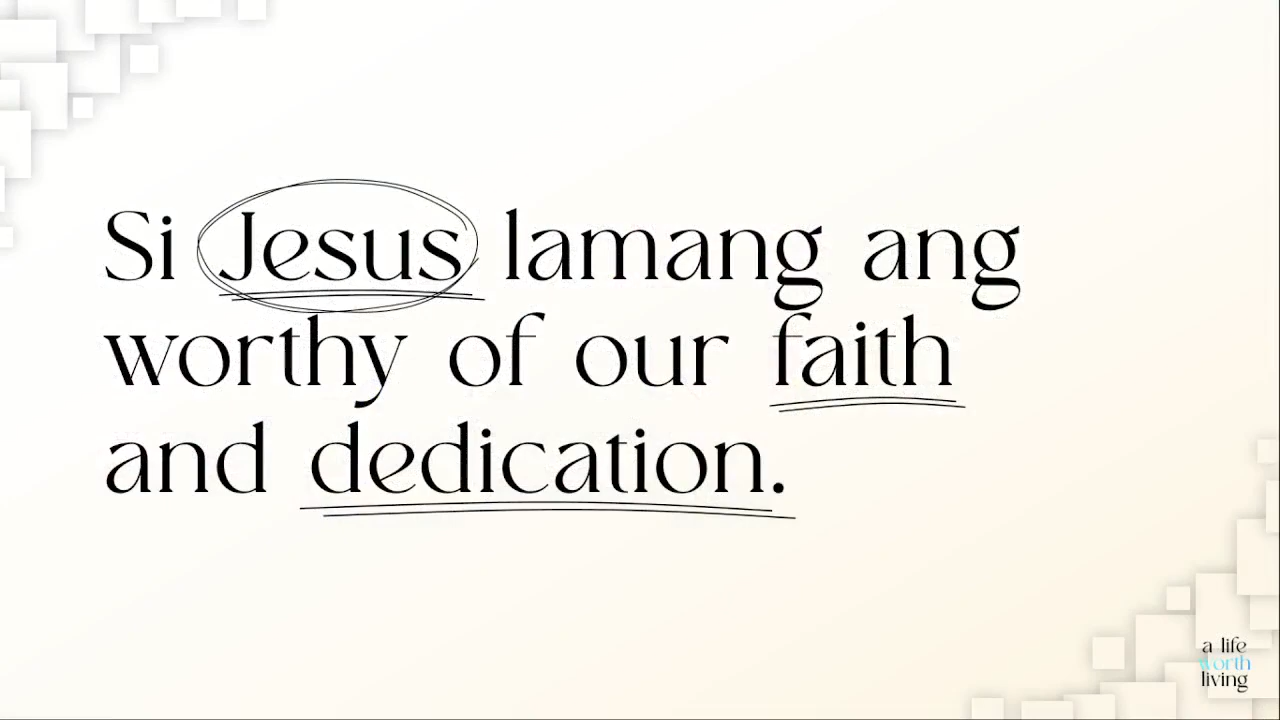 Si Jesus lamang ang
worthy of our faith
and dedication.
a life
worth
living